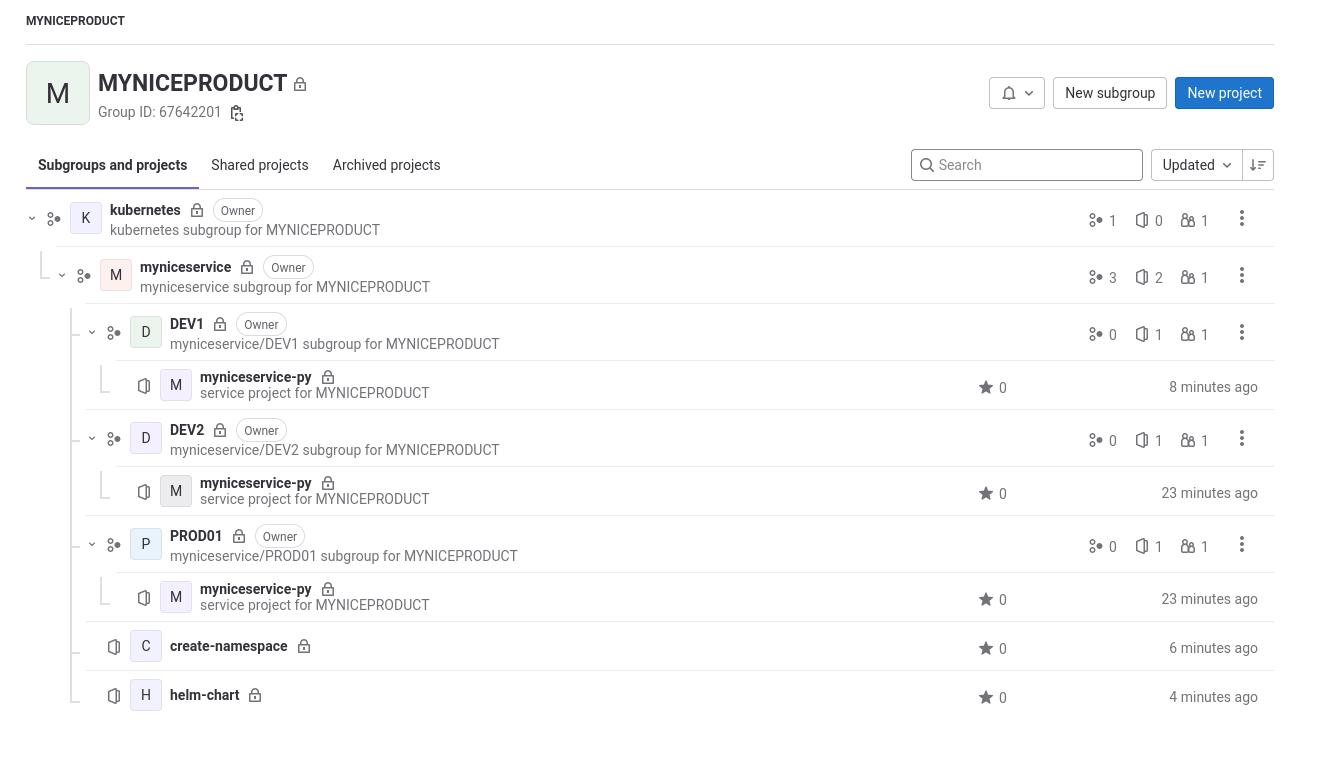 MYNICEPRODUCT
M MYNICEPRODUCT
Group ID: 67642201
New subgroup New project
Subgroups and projects Shared projects Archived projects Search Updated
K kubernetes Owner 1 0 1
kubernetes subgroup for MYNICEPRODUCT
M myniceservice Owner 3 2 1
myniceservice subgroup for MYNICEPRODUCT
D DEV1 Owner 0 1 1
myniceservice/DEV1 subgroup for MYNICEPRODUCT
M myniceservice-py 0 8 minutes ago
service project for MYNICEPRODUCT
D DEV2 Owner 0 1 1
myniceservice/DEV2 subgroup for MYNICEPRODUCT
M myniceservice-py 0 23 minutes ago
service project for MYNICEPRODUCT
P PROD01 Owner 0 1 1
myniceservice/PROD01 subgroup for MYNICEPRODUCT
M myniceservice-py 0 23 minutes ago
service project for MYNICEPRODUCT
C create-namespace 0 6 minutes ago
H helm-chart 0 4 minutes ago